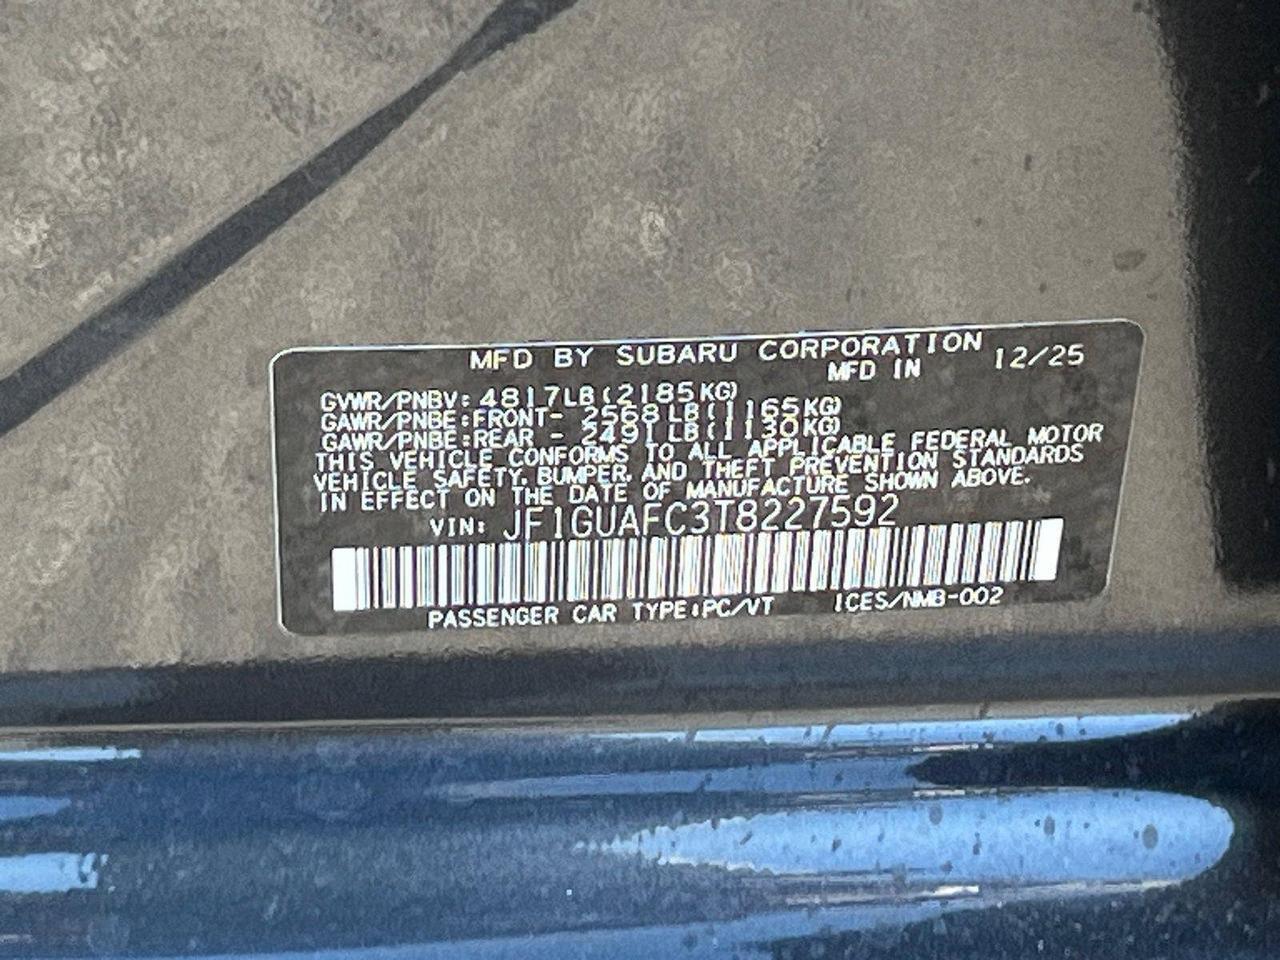 MFD BY SUBARU CORPORATION 12/25
MFD IN
GVWR/PNBV: 4817LB(2185KG)
GAWR/PNBE:FRONT- 2568LB(1165KG)
GAWR/PNBE:REAR - 2491LB(1130KG)
THIS VEHICLE CONFORMS TO ALL APPLICABLE FEDERAL MOTOR
VEHICLE SAFETY, BUMPER, AND THEFT PREVENTION STANDARDS
IN EFFECT ON THE DATE OF MANUFACTURE SHOWN ABOVE.
VIN: JF1GUAFC3T8227592
PASSENGER CAR TYPE:PC/VT ICES/NMB-002